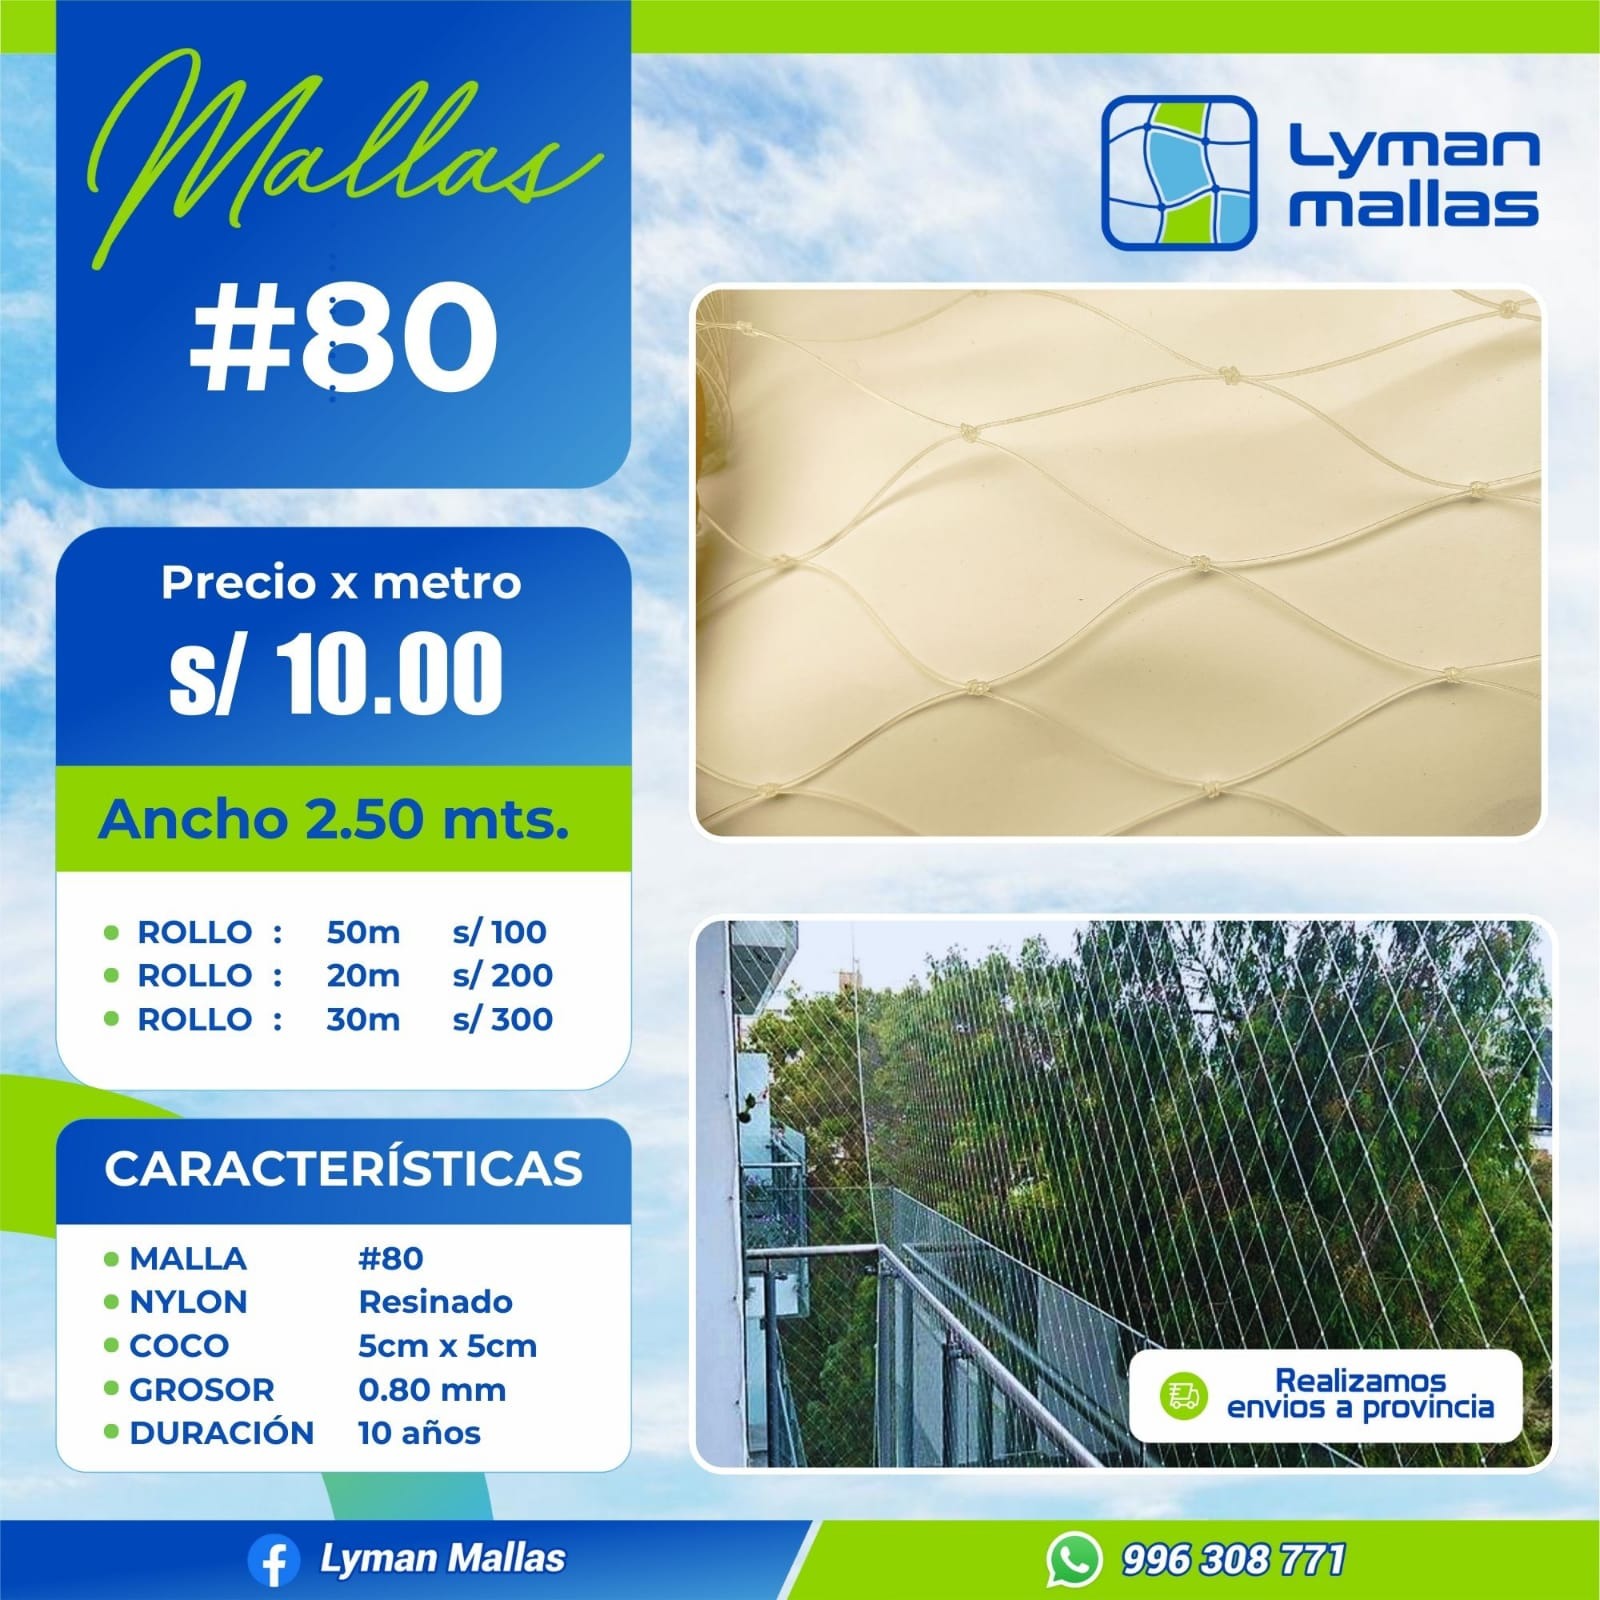 Mallas
#80
Lyman
mallas
Precio x metro
s/ 10.00
Ancho 2.50 mts.
ROLLO : 50m s/ 100
ROLLO : 20m s/ 200
ROLLO : 30m s/ 300
CARACTERÍSTICAS
MALLA #80
NYLON Resinado
COCO 5cm x 5cm
GROSOR 0.80 mm
DURACIÓN 10 años
Realizamos
envios a provincia
Lyman Mallas
996 308 771